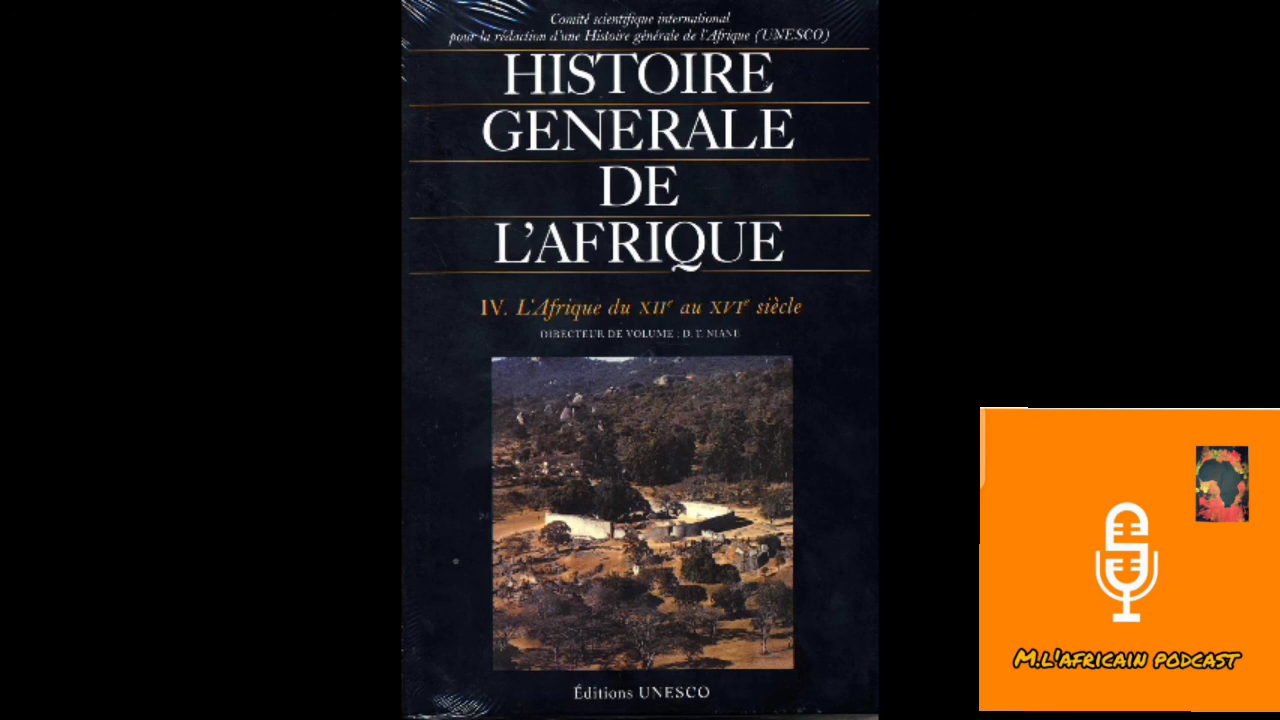 Comité scientifique international
pour la rédaction d'une Histoire générale de l'Afrique (UNESCO)
HISTOIRE
GENERALE
DE
L'AFRIQUE
IV. L'Afrique du XIIe au XVIe siècle
DIRECTEUR DE VOLUME : D. T. NIANE
Éditions UNESCO
M.L'AFRICAIN PODCAST